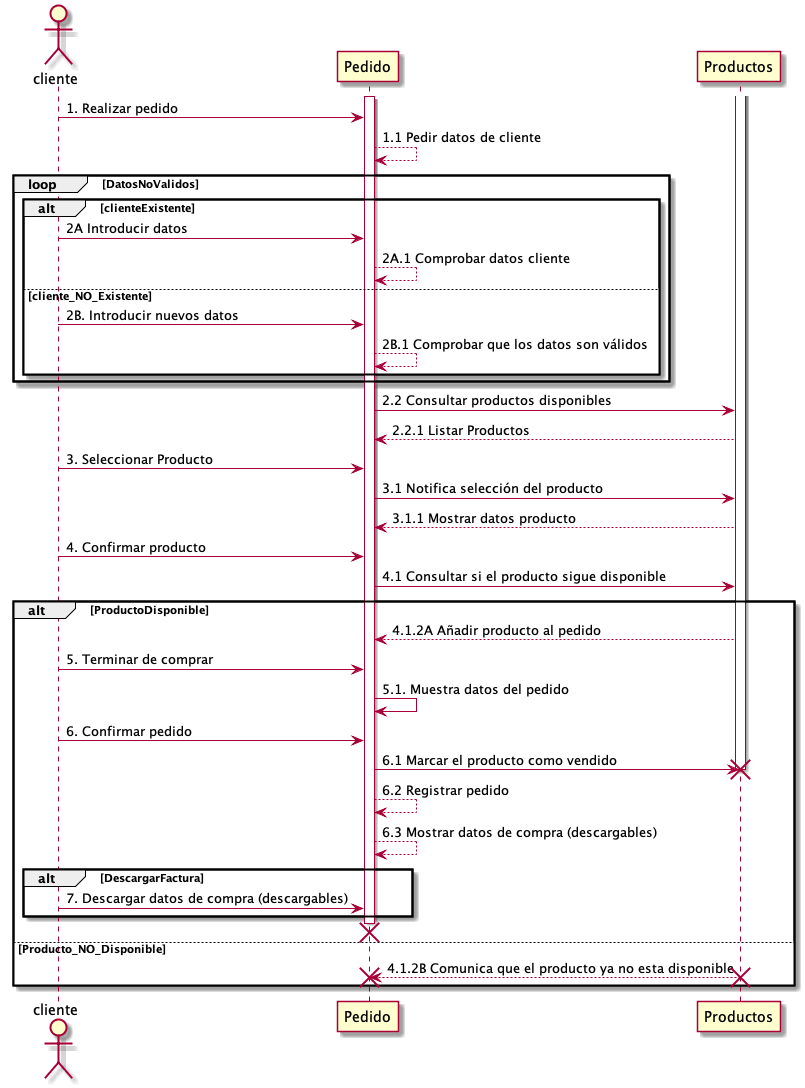 cliente
Pedido
Productos
1. Realizar pedido
1.1 Pedir datos de cliente
loop [DatosNoValidos]
alt [clienteExistente]
2A Introducir datos
2A.1 Comprobar datos cliente
[cliente_NO_Existente]
2B. Introducir nuevos datos
2B.1 Comprobar que los datos son válidos
2.2 Consultar productos disponibles
2.2.1 Listar Productos
3. Seleccionar Producto
3.1 Notifica selección del producto
3.1.1 Mostrar datos producto
4. Confirmar producto
4.1 Consultar si el producto sigue disponible
alt [ProductoDisponible]
4.1.2A Añadir producto al pedido
5. Terminar de comprar
5.1. Muestra datos del pedido
6. Confirmar pedido
6.1 Marcar el producto como vendido
6.2 Registrar pedido
6.3 Mostrar datos de compra (descargables)
alt [DescargarFactura]
7. Descargar datos de compra (descargables)
[Producto_NO_Disponible]
4.1.2B Comunica que el producto ya no esta disponible
cliente
Pedido
Productos